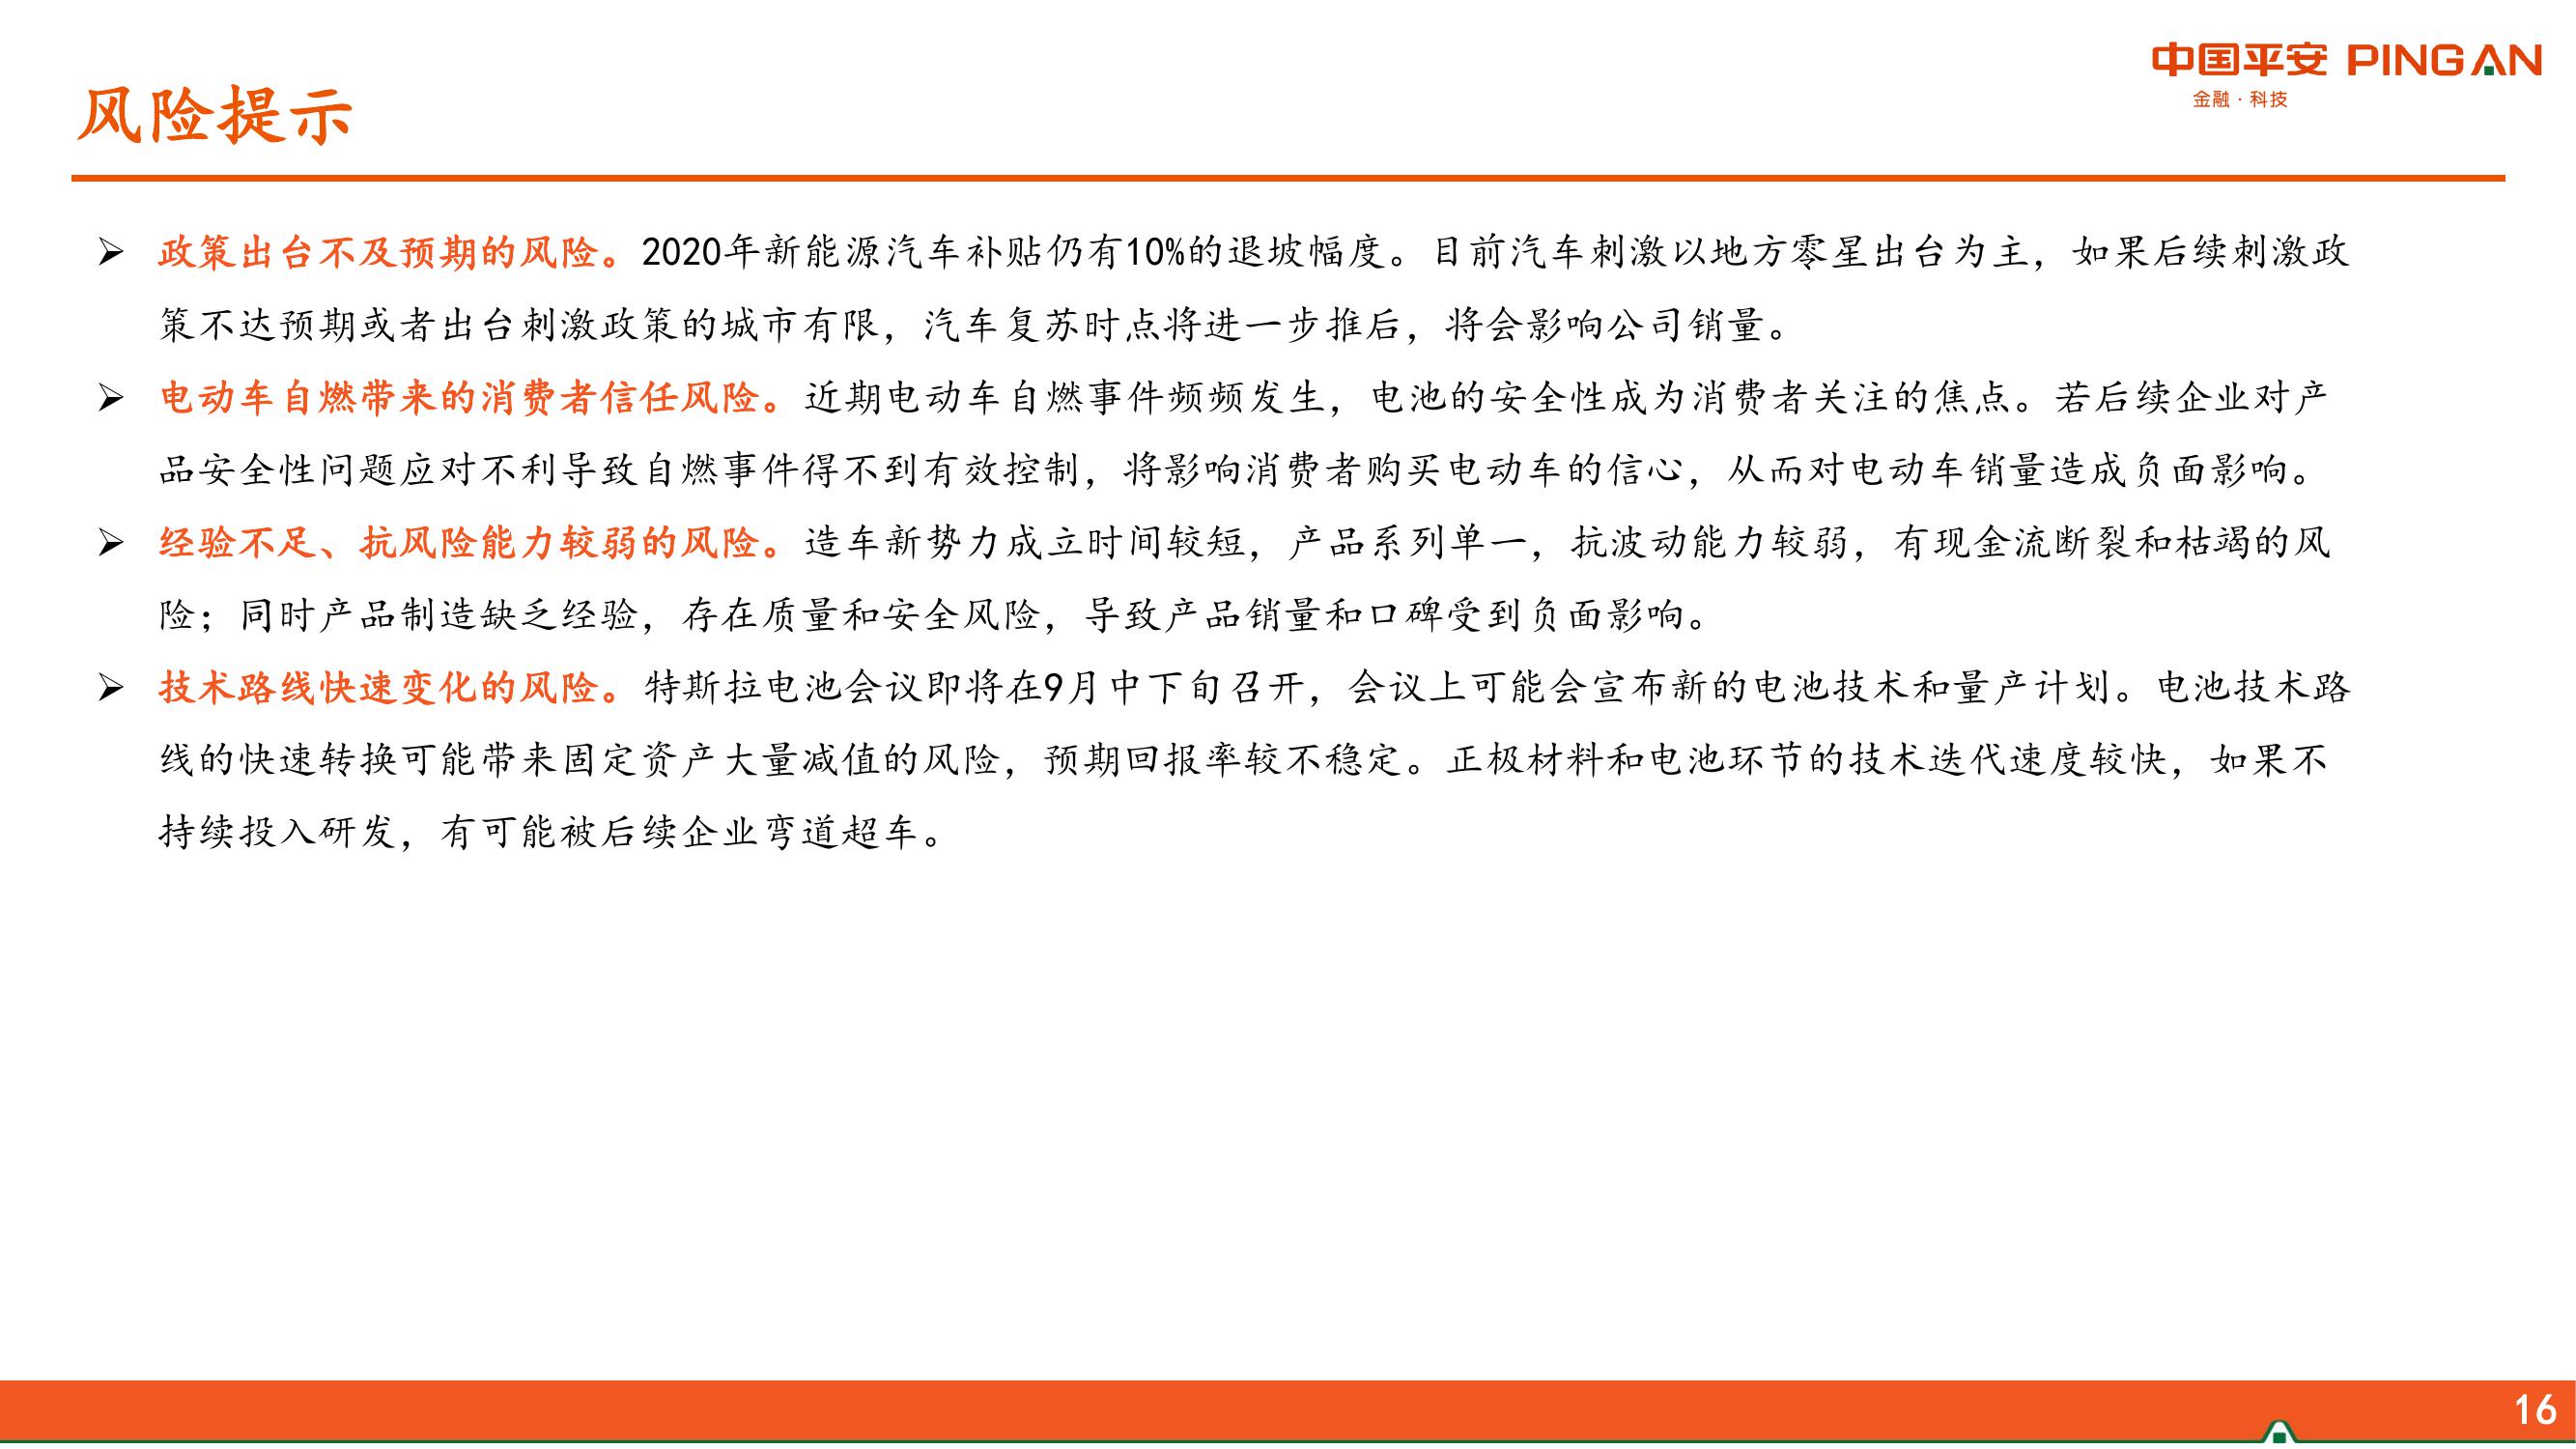 中国平安 PING AN
金融·科技
风险提示
➢ 政策出台不及预期的风险。2020年新能源汽车补贴仍有10%的退坡幅度。目前汽车刺激以地方零星出台为主，如果后续刺激政
策不达预期或者出台刺激政策的城市有限，汽车复苏时点将进一步推后，将会影响公司销量。
➢ 电动车自燃带来的消费者信任风险。近期电动车自燃事件频频发生，电池的安全性成为消费者关注的焦点。若后续企业对产
品安全性问题应对不利导致自燃事件得不到有效控制，将影响消费者购买电动车的信心，从而对电动车销量造成负面影响。
➢ 经验不足、抗风险能力较弱的风险。造车新势力成立时间较短，产品系列单一，抗波动能力较弱，有现金流断裂和枯竭的风
险；同时产品制造缺乏经验，存在质量和安全风险，导致产品销量和口碑受到负面影响。
➢ 技术路线快速变化的风险。特斯拉电池会议即将在9月中下旬召开，会议上可能会宣布新的电池技术和量产计划。电池技术路
线的快速转换可能带来固定资产大量减值的风险，预期回报率较不稳定。正极材料和电池环节的技术迭代速度较快，如果不
持续投入研发，有可能被后续企业弯道超车。
16